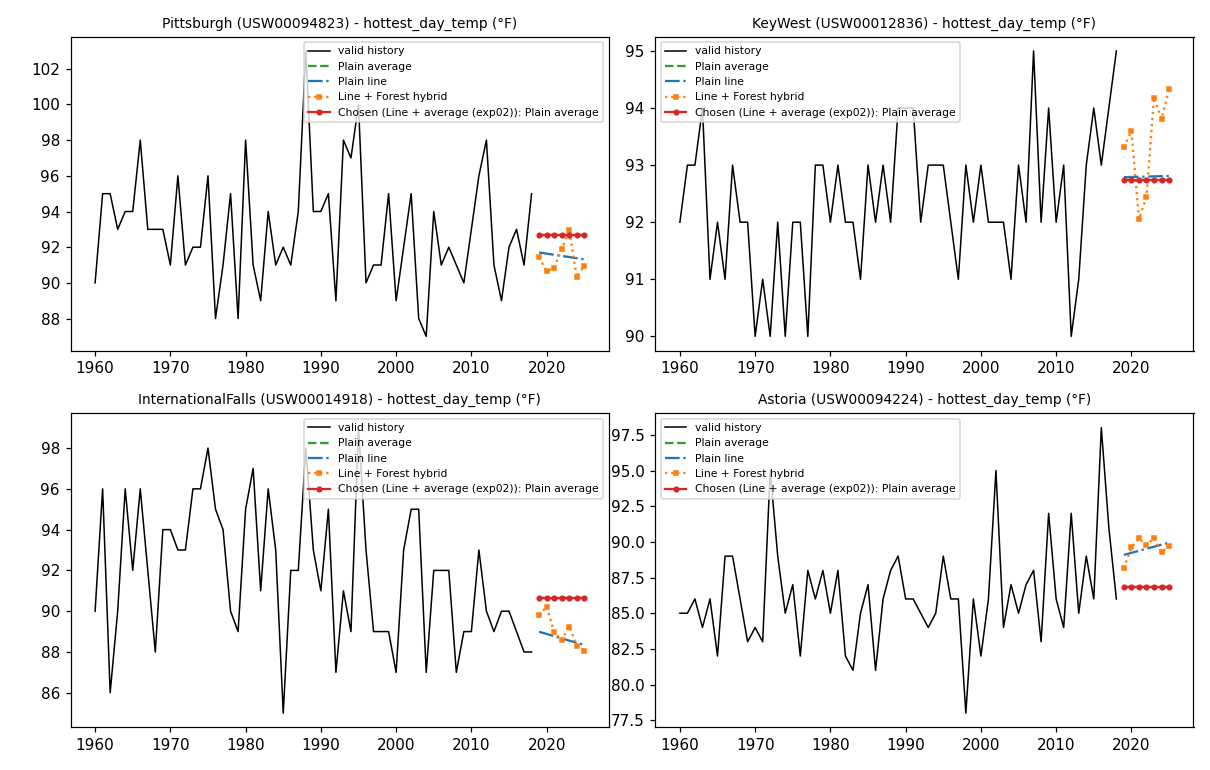 Pittsburgh (USW00094823) - hottest_day_temp (°F)
102
100
98
96
94
92
90
88
valid history
Plain average
Plain line
Line + Forest hybrid
Chosen (Line + average (exp02)): Plain average
1960 1970 1980 1990 2000 2010 2020
KeyWest (USW00012836) - hottest_day_temp (°F)
95
94
93
92
91
90
valid history
Plain average
Plain line
Line + Forest hybrid
Chosen (Line + average (exp02)): Plain average
1960 1970 1980 1990 2000 2010 2020
InternationalFalls (USW00014918) - hottest_day_temp (°F)
98
96
94
92
90
88
86
valid history
Plain average
Plain line
Line + Forest hybrid
Chosen (Line + average (exp02)): Plain average
1960 1970 1980 1990 2000 2010 2020
Astoria (USW00094224) - hottest_day_temp (°F)
97.5
95.0
92.5
90.0
87.5
85.0
82.5
80.0
77.5
valid history
Plain average
Plain line
Line + Forest hybrid
Chosen (Line + average (exp02)): Plain average
1960 1970 1980 1990 2000 2010 2020